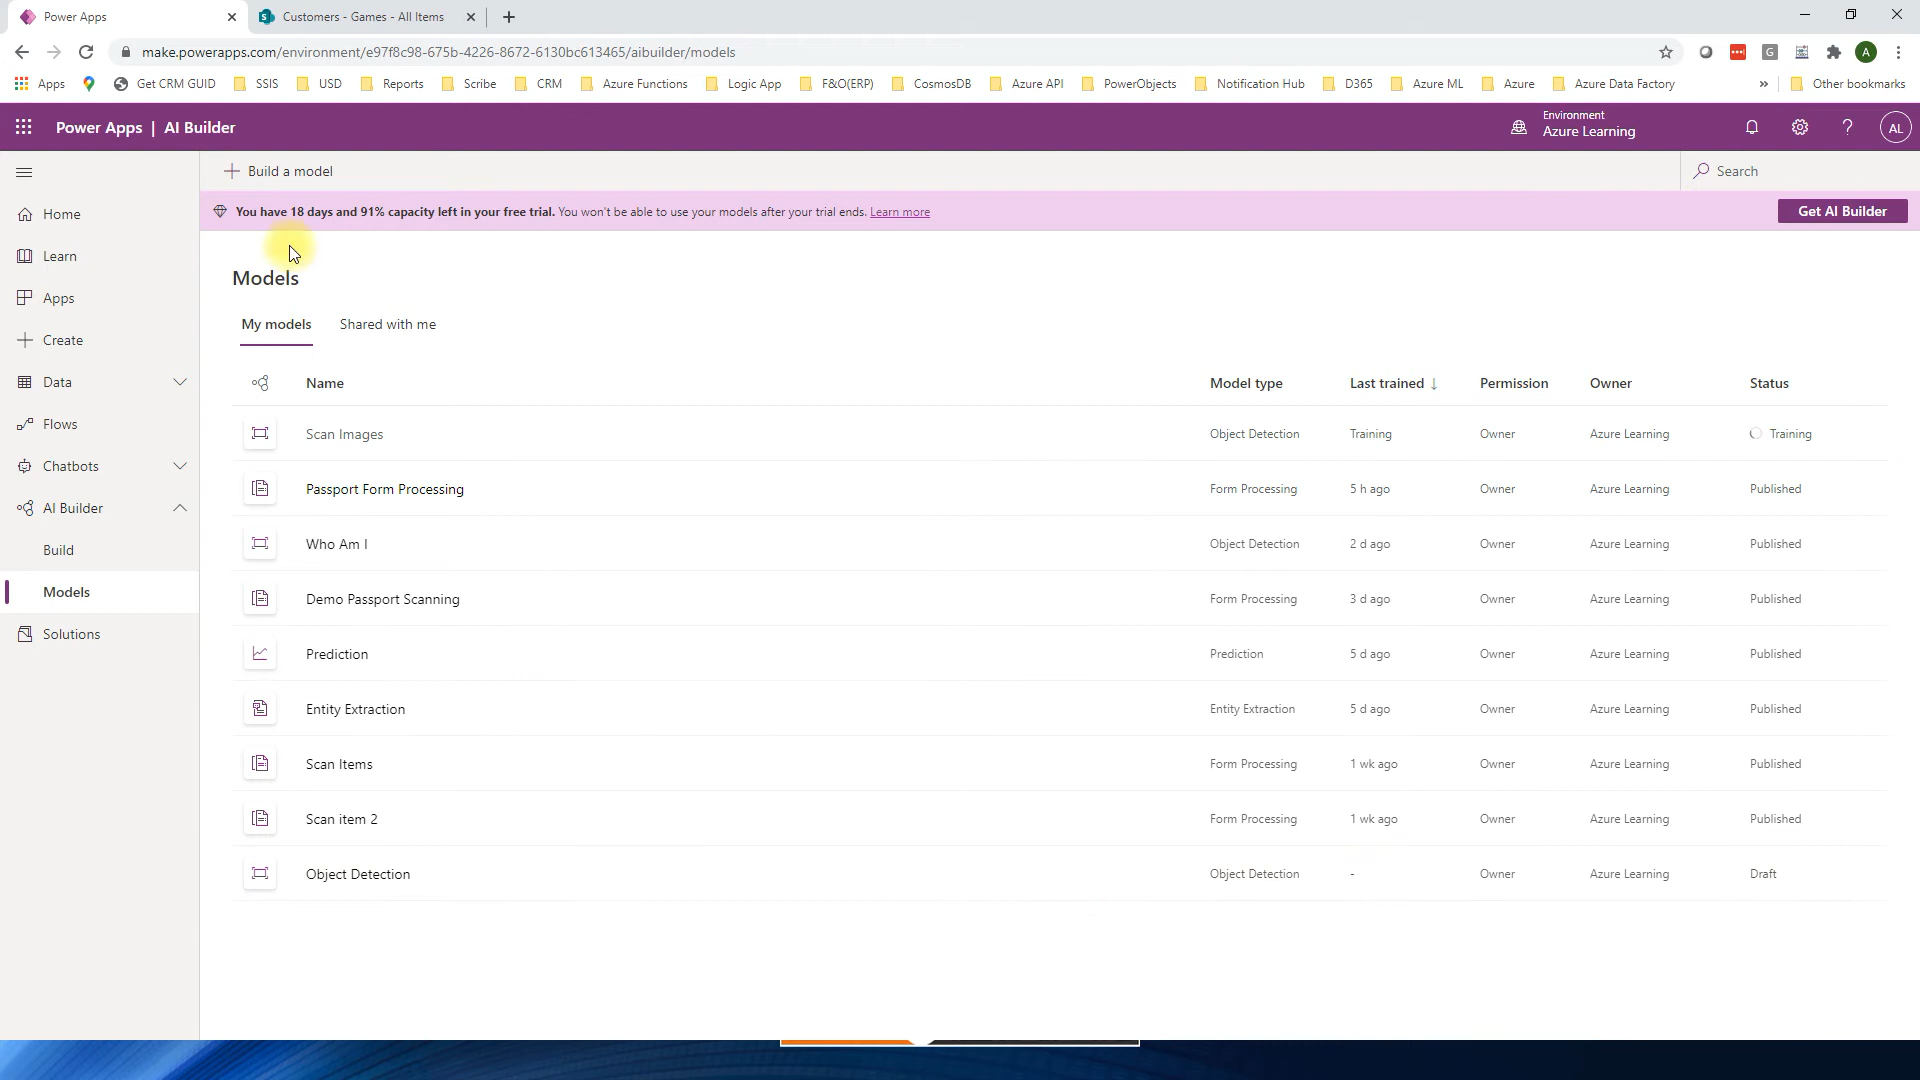 Power Apps
Customers - Games - All Items
make.powerapps.com/environment/e97f8c98-675b-4226-8672-6130bc613465/aibuilder/models
A
Apps
Get CRM GUID
SSIS
USD
Reports
Scribe
CRM
Azure Functions
Logic App
F&O(ERP)
CosmosDB
Azure API
PowerObjects
Notification Hub
D365
Azure ML
Azure
Azure Data Factory
»
Other bookmarks
Power Apps | AI Builder
Environment
Azure Learning
AL
Build a model
Search
You have 18 days and 91% capacity left in your free trial. You won't be able to use your models after your trial ends. Learn more
Get AI Builder
Home
Learn
Apps
Create
Data
Flows
Chatbots
AI Builder
Build
Models
Solutions
Models
My models Shared with me
Name Model type Last trained ↓ Permission Owner Status
Scan Images Object Detection Training Owner Azure Learning Training
Passport Form Processing Form Processing 5 h ago Owner Azure Learning Published
Who Am I Object Detection 2 d ago Owner Azure Learning Published
Demo Passport Scanning Form Processing 3 d ago Owner Azure Learning Published
Prediction Prediction 5 d ago Owner Azure Learning Published
Entity Extraction Entity Extraction 5 d ago Owner Azure Learning Published
Scan Items Form Processing 1 wk ago Owner Azure Learning Published
Scan item 2 Form Processing 1 wk ago Owner Azure Learning Published
Object Detection Object Detection - Owner Azure Learning Draft